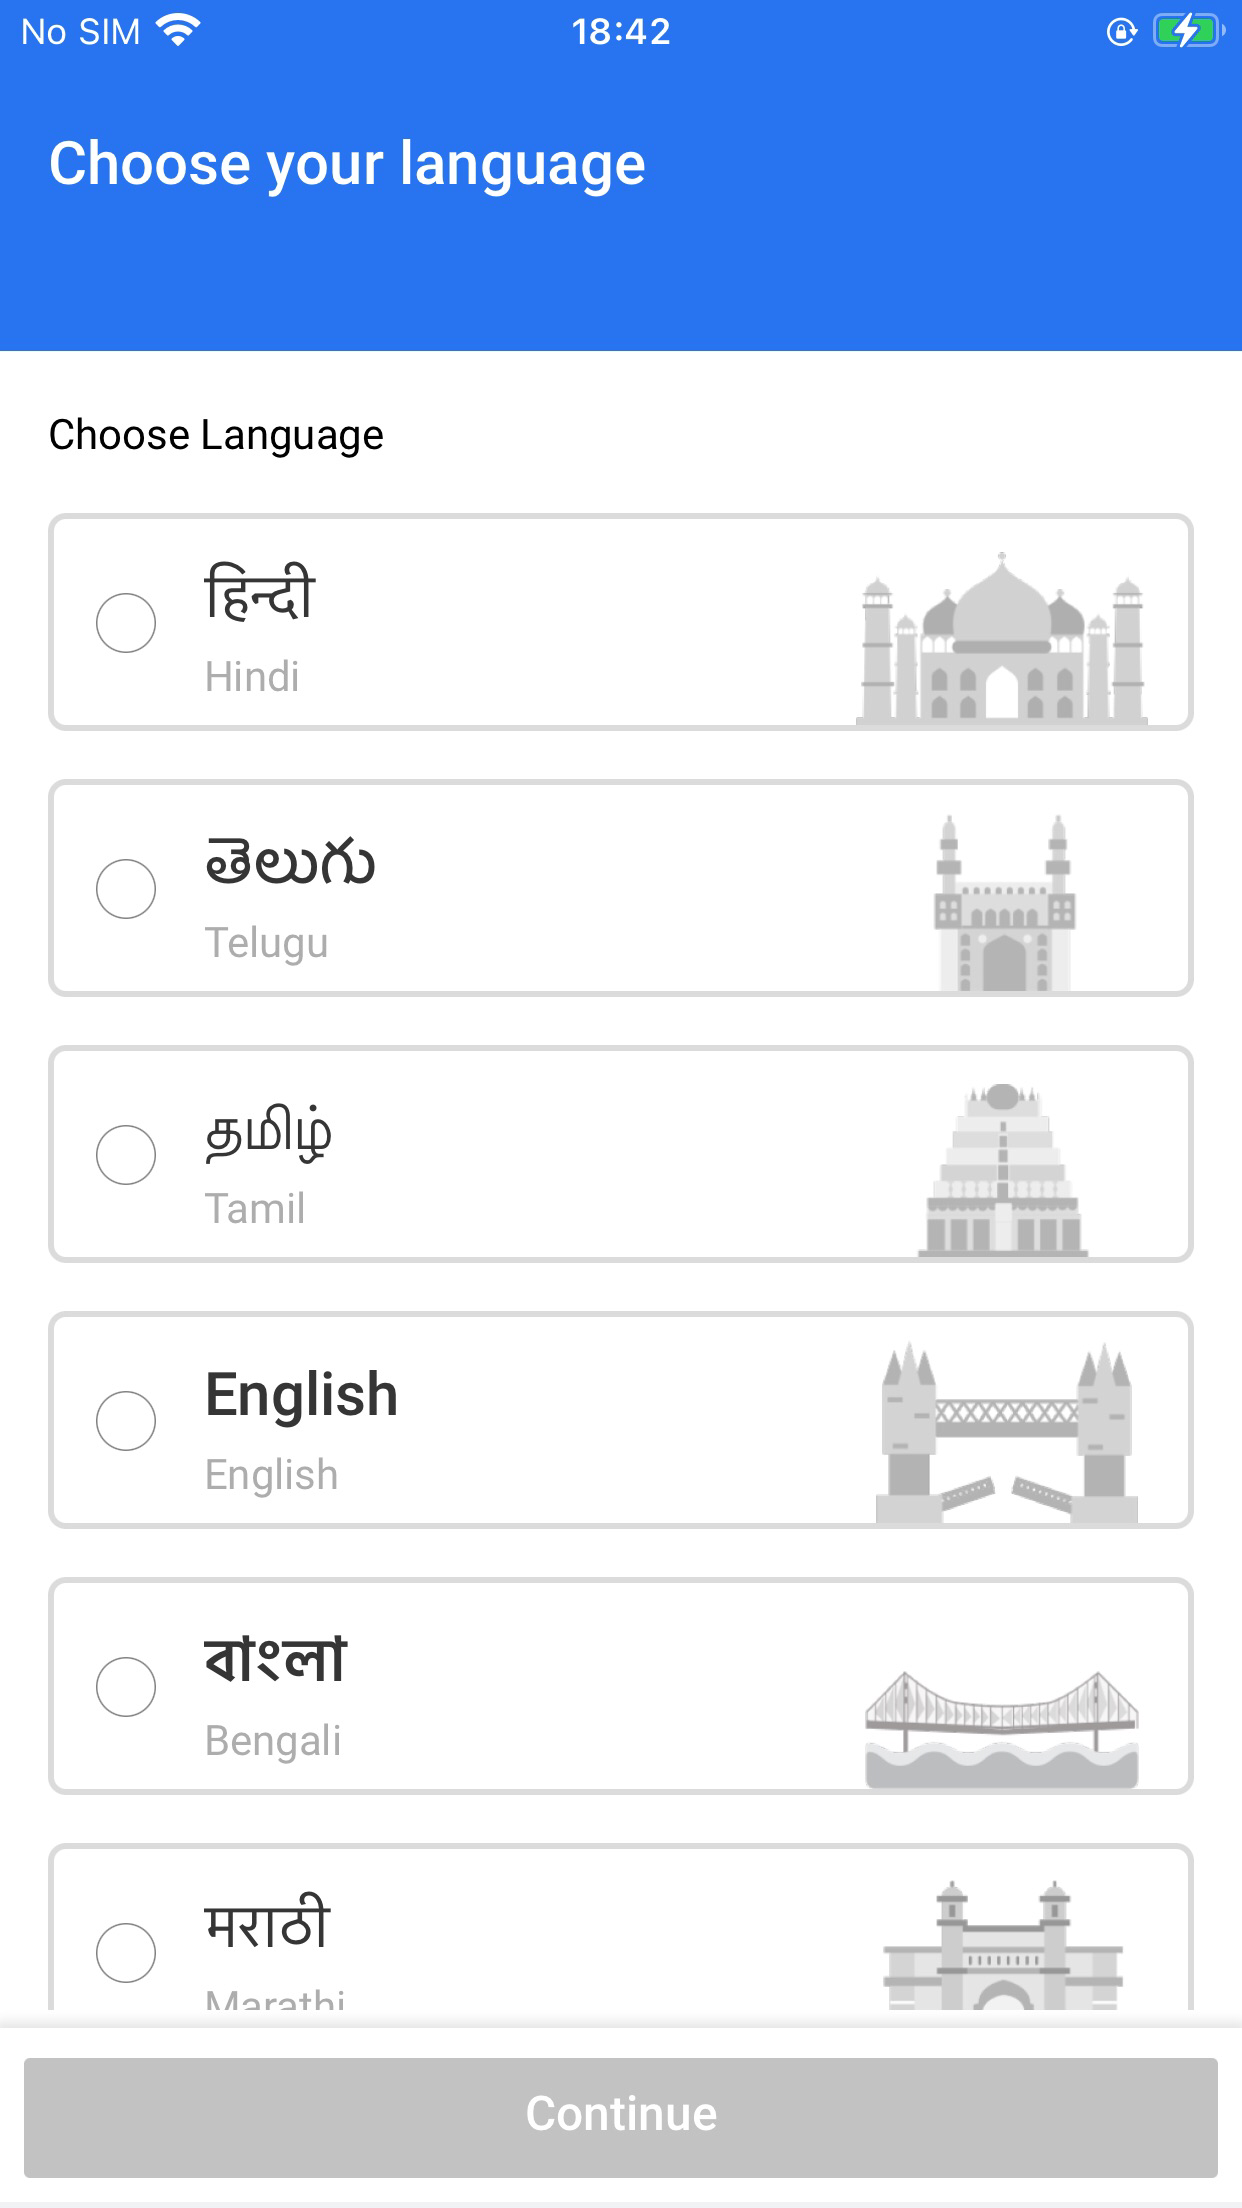 No SIM
18:42
Choose your language
Choose Language
हिन्दी
Hindi
తెలుగు
Telugu
தமிழ்
Tamil
English
English
বাংলা
Bengali
मराठी
Marathi
Continue